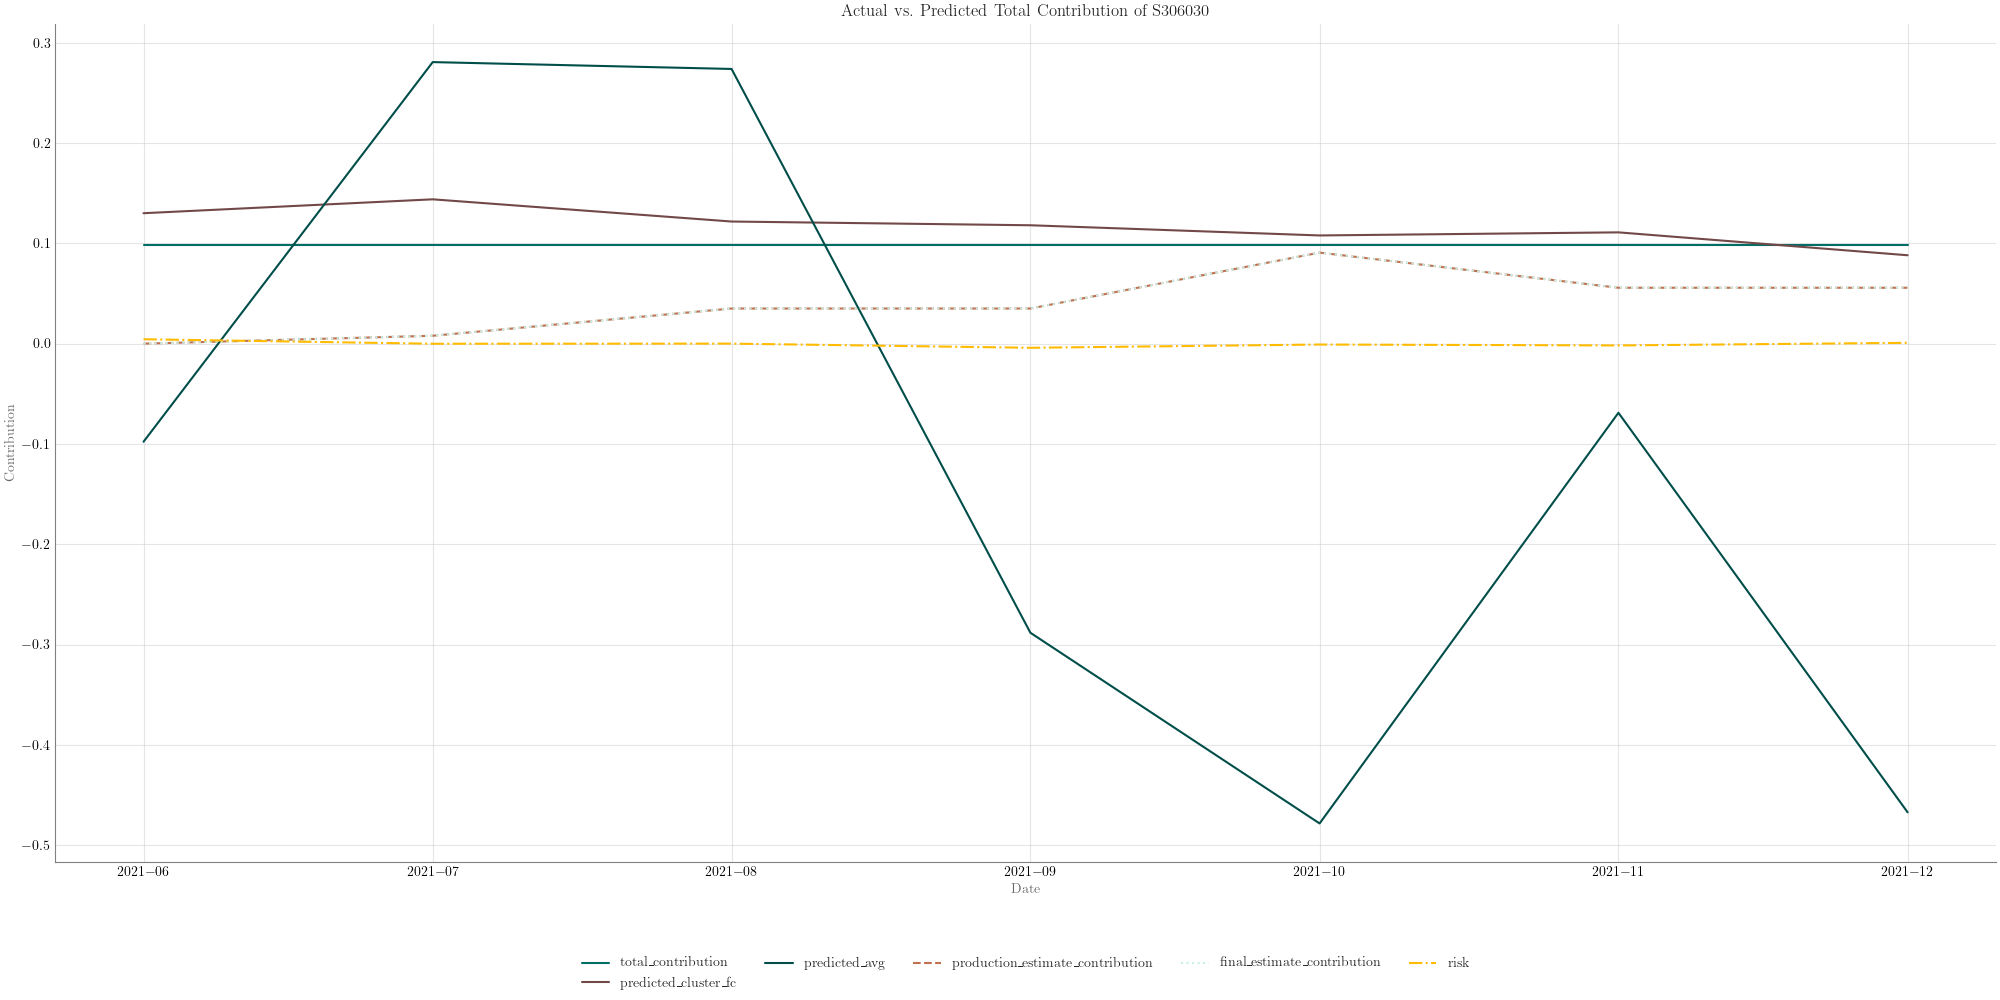 Actual vs. Predicted Total Contribution of S306030
0.3
0.2
0.1
0.0
−0.1
−0.2
−0.3
−0.4
−0.5
Contribution
2021−06 2021−07 2021−08 2021−09 2021−10 2021−11 2021−12
Date
total_contribution predicted_avg production_estimate_contribution final_estimate_contribution risk
predicted_cluster_fc